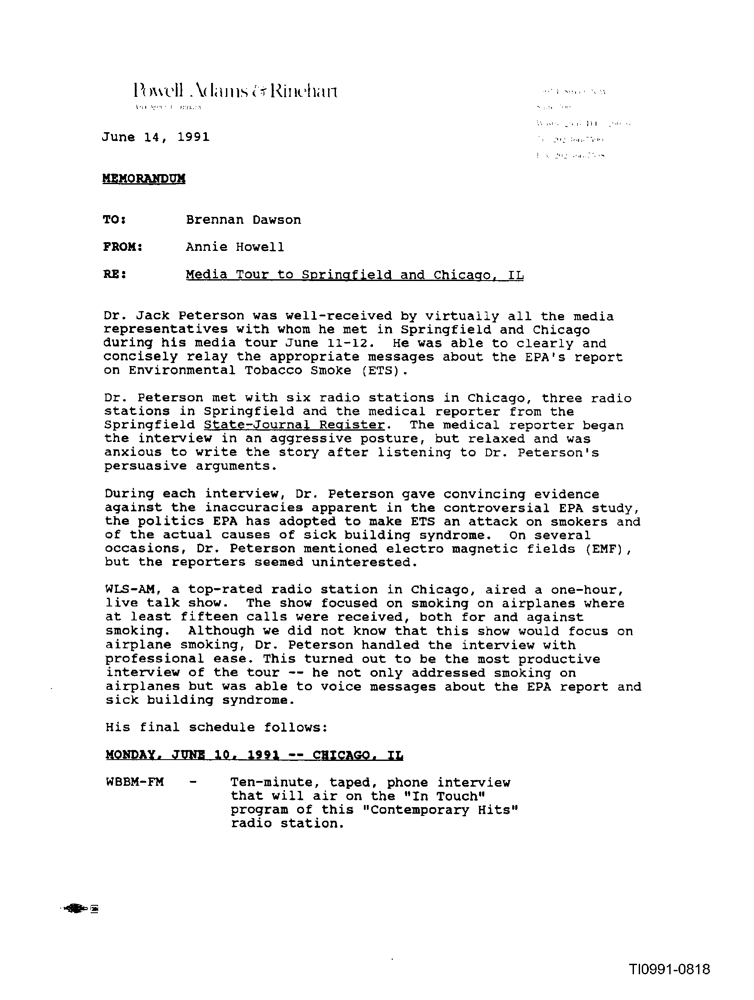 Powell Adams & Rinehart
June 14, 1991
MEMORANDUM
TO: Brennan Dawson
FROM: Annie Howell
RE: Media Tour to Springfield and Chicago, IL
Dr. Jack Peterson was well-received by virtually all the media
representatives with whom he met in Springfield and Chicago
during his media tour June 11-12. He was able to clearly and
concisely relay the appropriate messages about the EPA's report
on Environmental Tobacco Smoke (ETS).
Dr. Peterson met with six radio stations in Chicago, three radio
stations in Springfield and the medical reporter from the
Springfield State-Journal Register. The medical reporter began
the interview in an aggressive posture, but relaxed and was
anxious to write the story after listening to Dr. Peterson's
persuasive arguments.
During each interview, Dr. Peterson gave convincing evidence
against the inaccuracies apparent in the controversial EPA study,
the politics EPA has adopted to make ETS an attack on smokers and
of the actual causes of sick building syndrome. On several
occasions, Dr. Peterson mentioned electro magnetic fields (EMF),
but the reporters seemed uninterested.
WLS-AM, a top-rated radio station in Chicago, aired a one-hour,
live talk show. The show focused on smoking on airplanes where
at least fifteen calls were received, both for and against
smoking. Although we did not know that this show would focus on
airplane smoking, Dr. Peterson handled the interview with
professional ease. This turned out to be the most productive
interview of the tour -- he not only addressed smoking on
airplanes but was able to voice messages about the EPA report and
sick building syndrome.
His final schedule follows:
MONDAY, JUNE 10, 1991 -- CHICAGO, IL
WBBM-FM - Ten-minute, taped, phone interview
that will air on the "In Touch"
program of this "Contemporary Hits"
radio station.
TI0991-0818